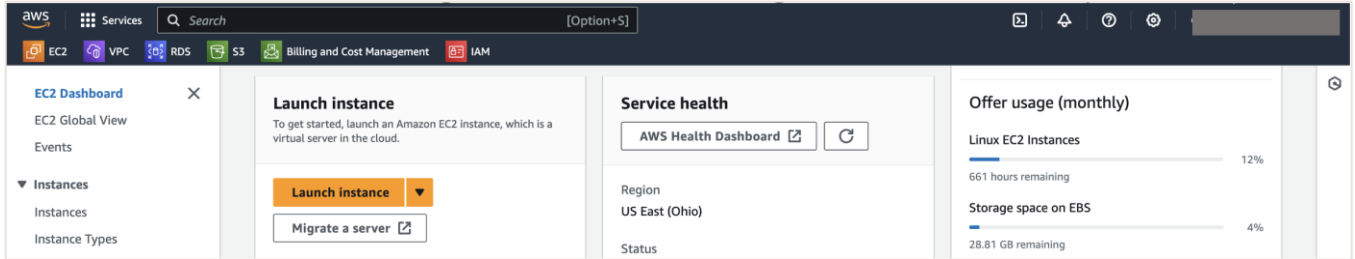 aws
Services
Search
[Option+S]
EC2
VPC
RDS
S3
Billing and Cost Management
IAM
EC2 Dashboard
EC2 Global View
Events
Instances
Instances
Instance Types
Launch instance
To get started, launch an Amazon EC2 instance, which is a
virtual server in the cloud.
Launch instance
Migrate a server
Service health
AWS Health Dashboard
Region
US East (Ohio)
Status
Offer usage (monthly)
Linux EC2 Instances
12%
661 hours remaining
Storage space on EBS
4%
28.81 GB remaining